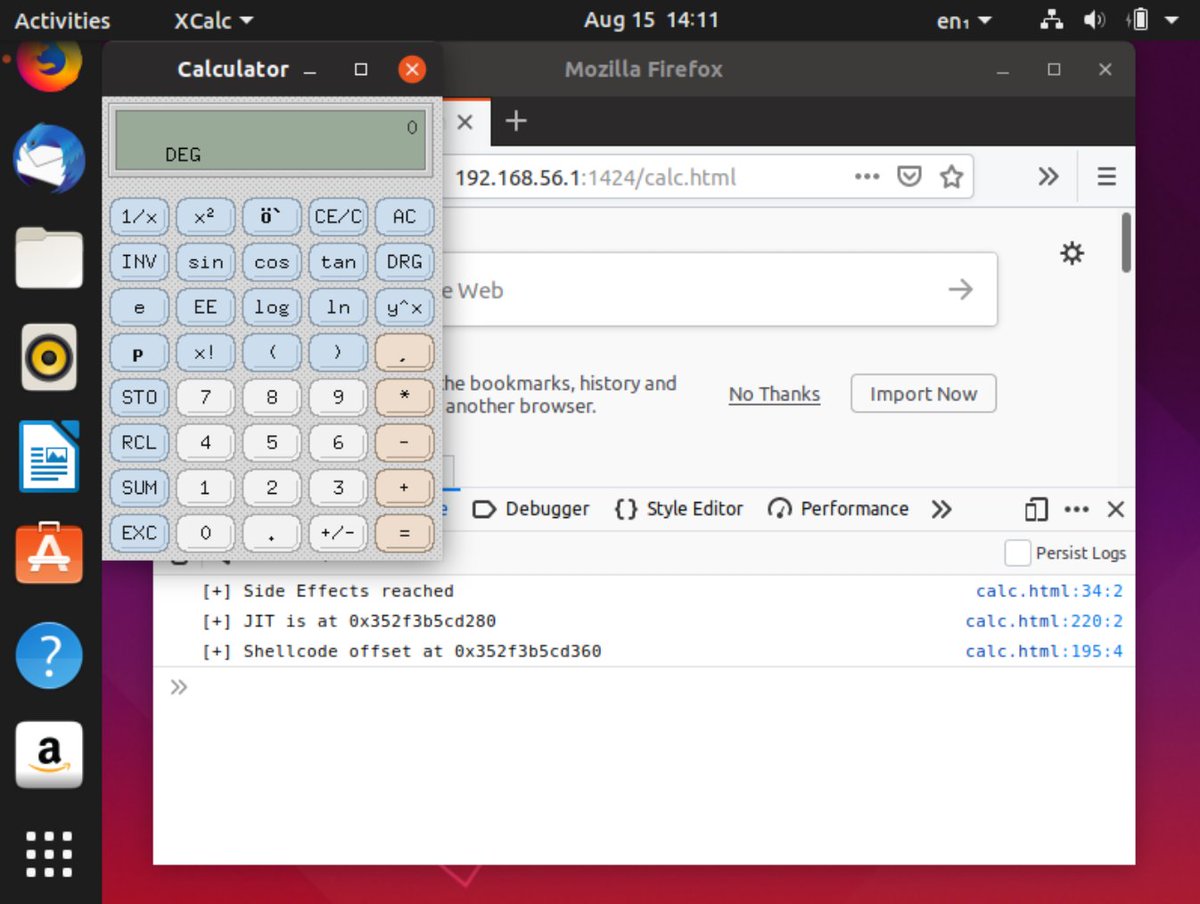 Activities XCalc Aug 15 14:11 en₁
Calculator Mozilla Firefox
0
DEG
192.168.56.1:1424/calc.html
1/x x² ö` CE/C AC
INV sin cos tan DRG
e EE log ln y^x
p x! ( ) ,
STO 7 8 9 *
RCL 4 5 6 -
SUM 1 2 3 +
EXC 0 . +/- =
Web
bookmarks, history and
another browser.
No Thanks Import Now
Debugger {} Style Editor Performance
Persist Logs
[+] Side Effects reached calc.html:34:2
[+] JIT is at 0x352f3b5cd280 calc.html:220:2
[+] Shellcode offset at 0x352f3b5cd360 calc.html:195:4